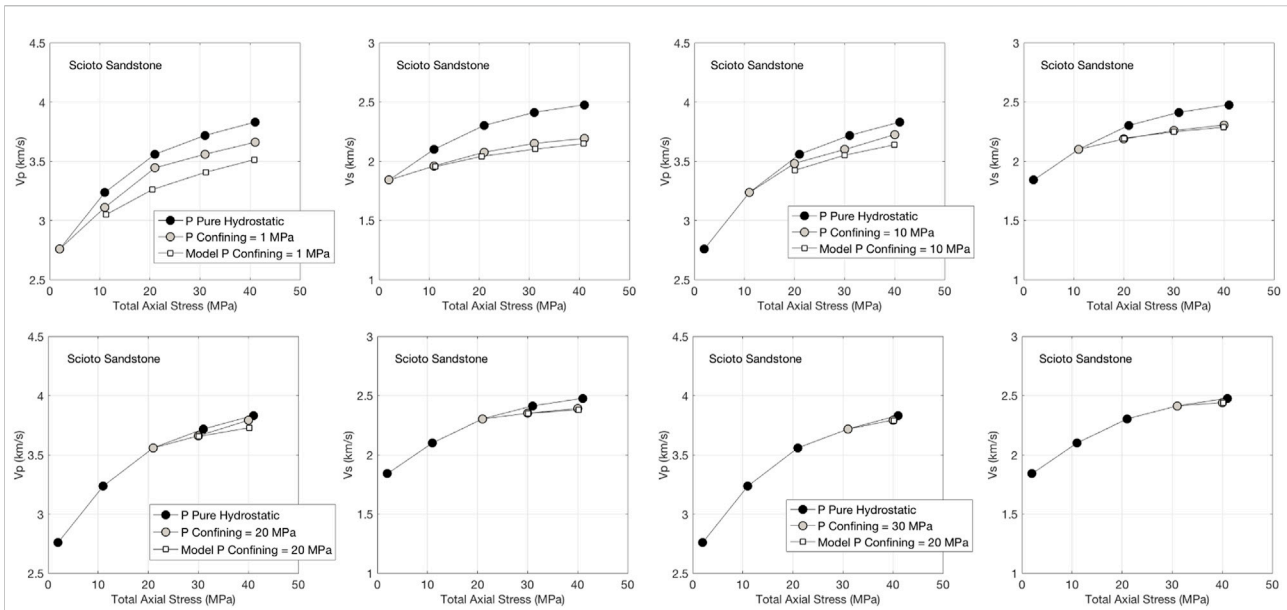 4.5
4
3.5
3
2.5
Vp (km/s)
Scioto Sandstone
P Pure Hydrostatic
P Confining = 1 MPa
Model P Confining = 1 MPa
0 10 20 30 40 50
Total Axial Stress (MPa)
3
2.5
2
1.5
1
Vs (km/s)
Scioto Sandstone
0 10 20 30 40 50
Total Axial Stress (MPa)
4.5
4
3.5
3
2.5
Vp (km/s)
Scioto Sandstone
P Pure Hydrostatic
P Confining = 10 MPa
Model P Confining = 10 MPa
0 10 20 30 40 50
Total Axial Stress (MPa)
3
2.5
2
1.5
1
Vs (km/s)
Scioto Sandstone
0 10 20 30 40 50
Total Axial Stress (MPa)
4.5
4
3.5
3
2.5
Vp (km/s)
Scioto Sandstone
P Pure Hydrostatic
P Confining = 20 MPa
Model P Confining = 20 MPa
0 10 20 30 40 50
Total Axial Stress (MPa)
3
2.5
2
1.5
1
Vs (km/s)
Scioto Sandstone
0 10 20 30 40 50
Total Axial Stress (MPa)
4.5
4
3.5
3
2.5
Vp (km/s)
Scioto Sandstone
P Pure Hydrostatic
P Confining = 30 MPa
Model P Confining = 20 MPa
0 10 20 30 40 50
Total Axial Stress (MPa)
3
2.5
2
1.5
1
Vs (km/s)
Scioto Sandstone
0 10 20 30 40 50
Total Axial Stress (MPa)